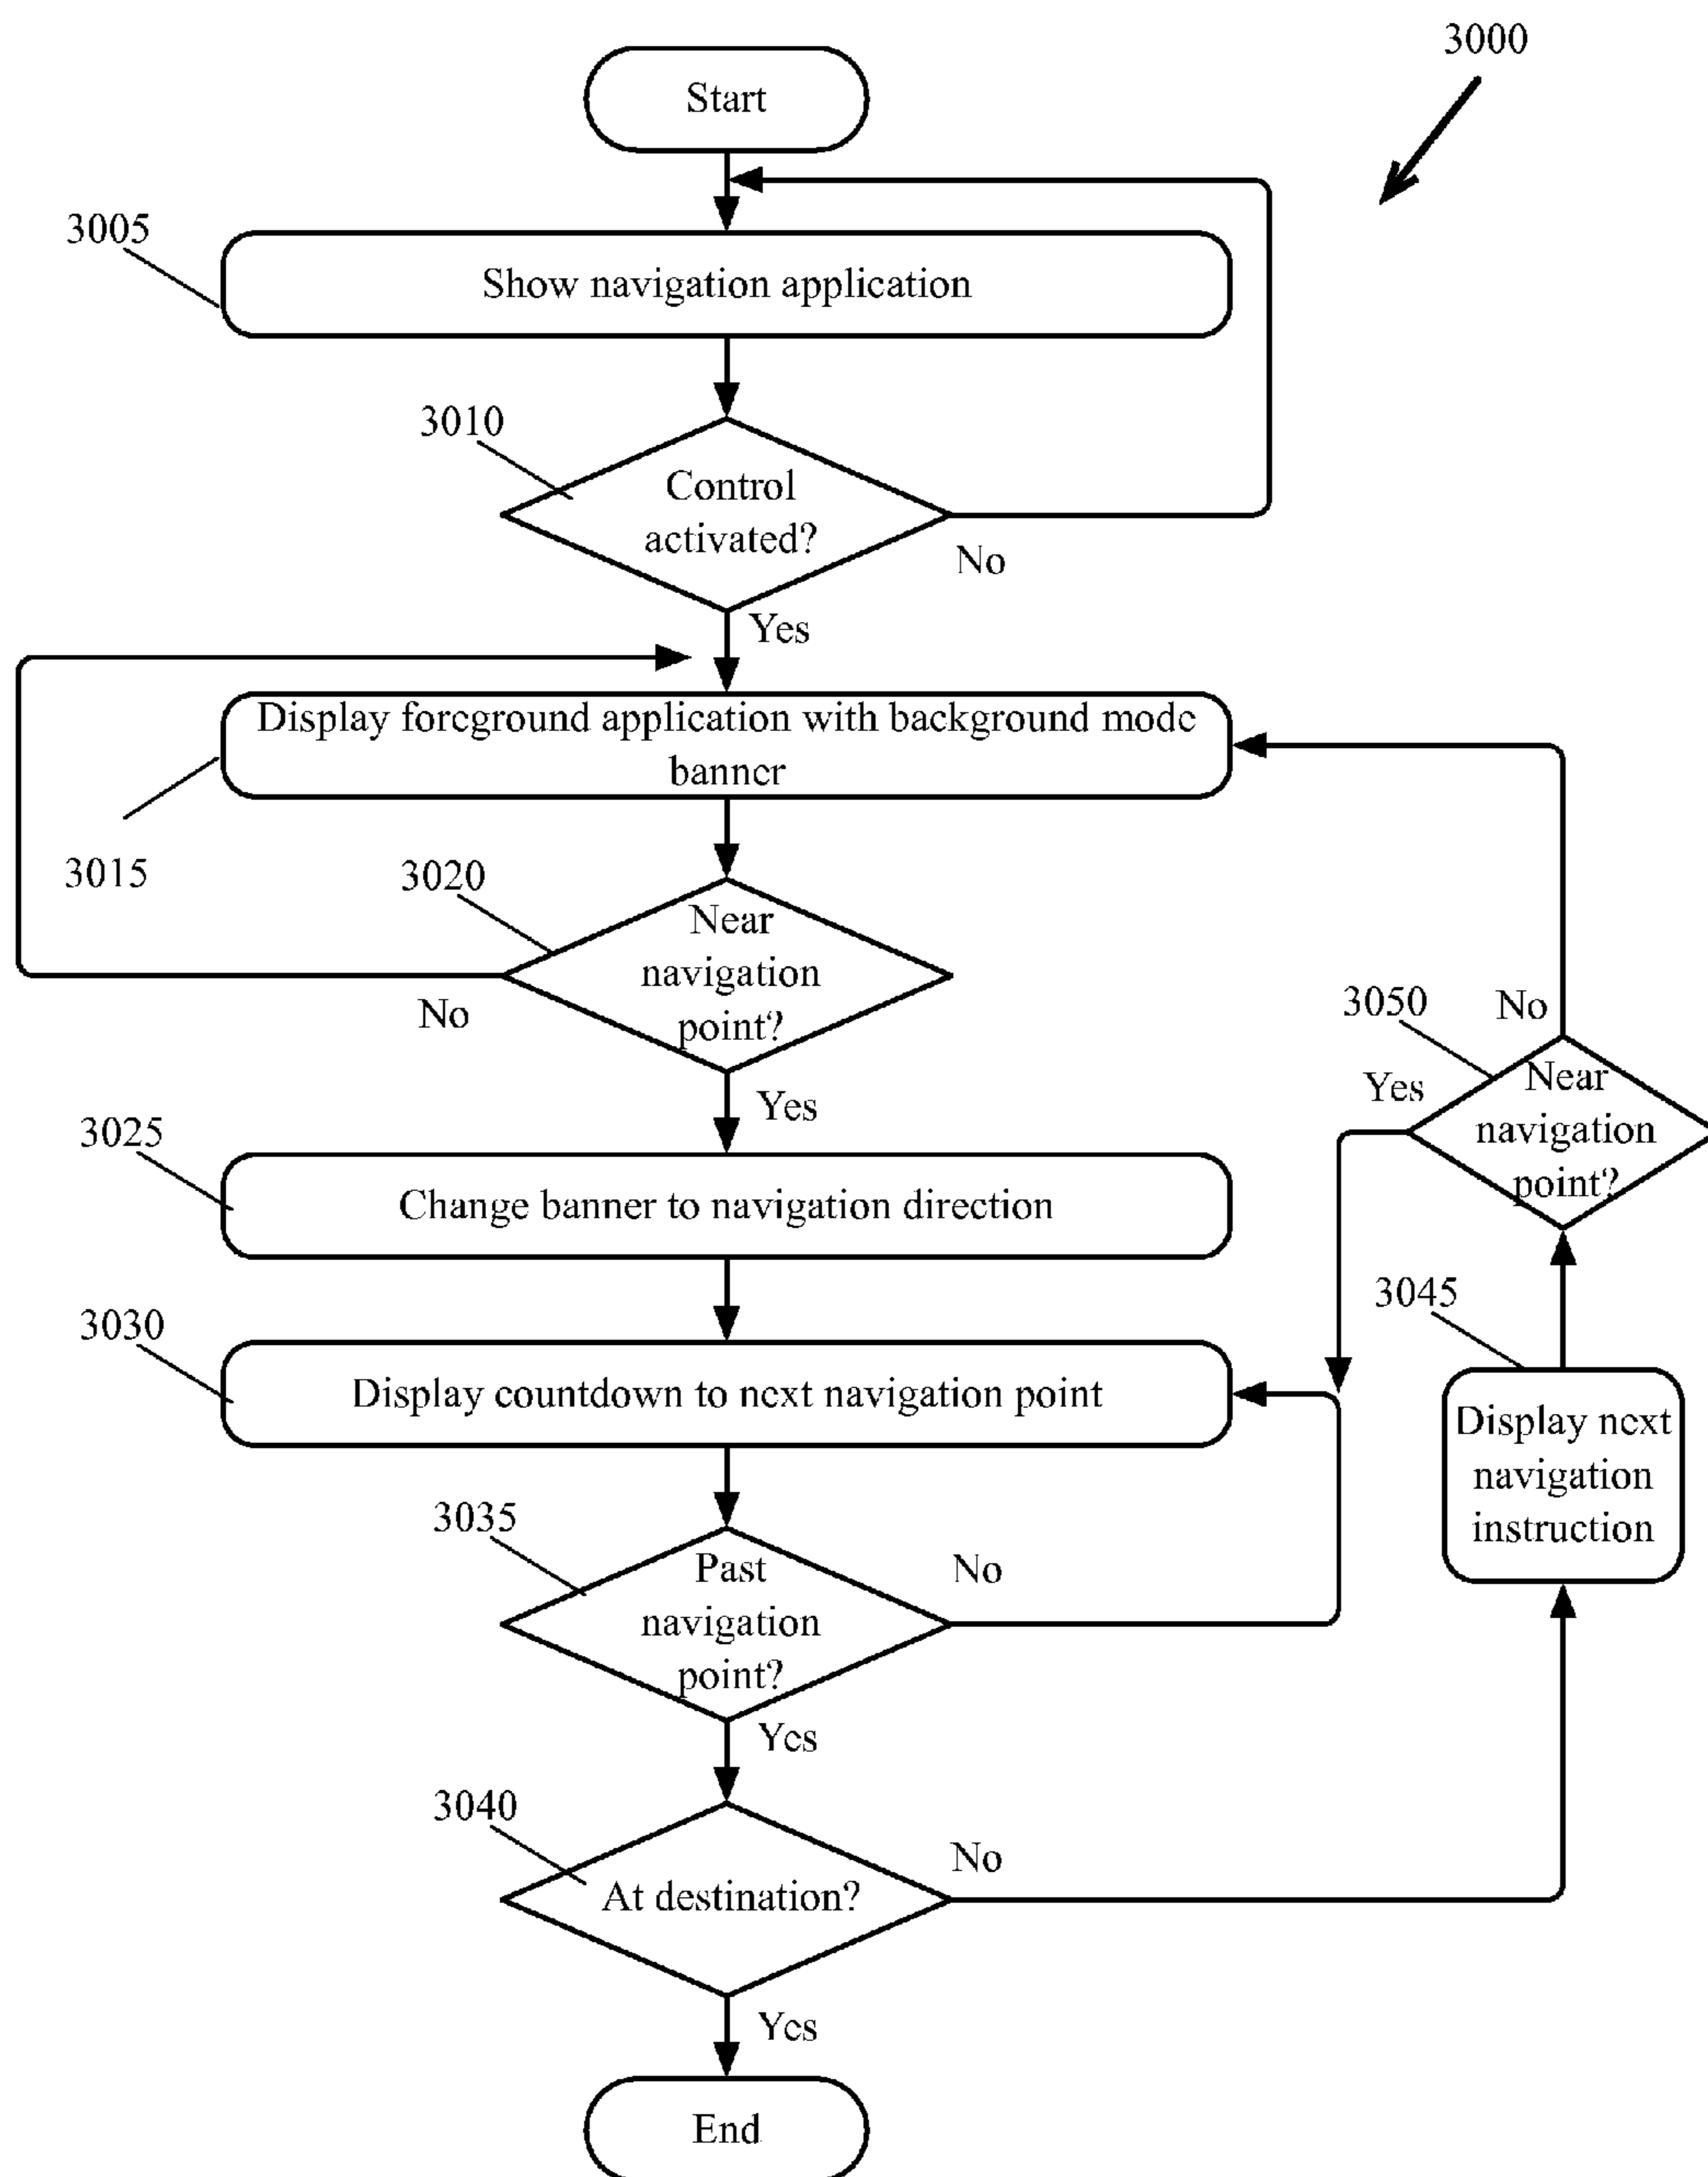 3000
Start
3005
Show navigation application
3010
Control
activated?
No
Yes
Display foreground application with background mode
banner
3015
3020
Near
navigation
point?
No
Yes
3050
No
Yes
Near
navigation
point?
3025
Change banner to navigation direction
3045
3030
Display countdown to next navigation point
Display next
navigation
instruction
3035
Past
navigation
point?
No
Yes
3040
At destination?
No
Yes
End